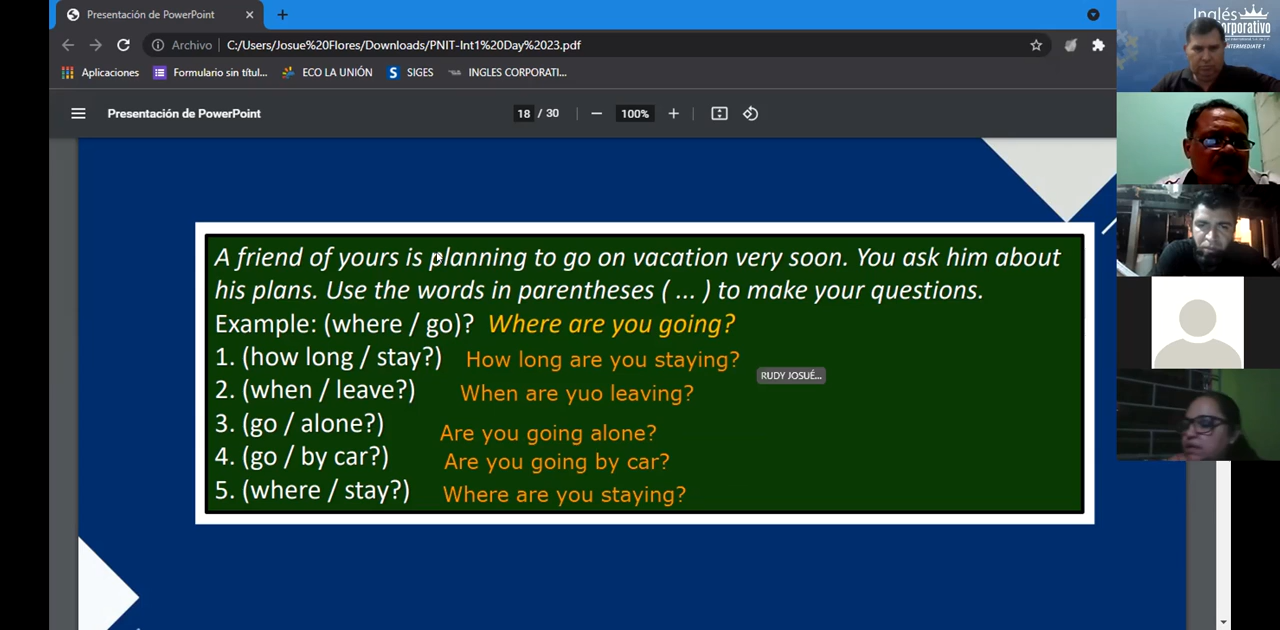 Presentación de PowerPoint
Archivo C:/Users/Josue%20Flores/Downloads/PNIT-Int1%20Day%2023.pdf
Aplicaciones Formulario sin títul... ECO LA UNIÓN SIGES INGLES CORPORATI...
Presentación de PowerPoint 18 / 30 100%
A friend of yours is planning to go on vacation very soon. You ask him about
his plans. Use the words in parentheses ( ... ) to make your questions.
Example: (where / go)? Where are you going?
1. (how long / stay?) How long are you staying?
RUDY JOSUÉ...
2. (when / leave?) When are yuo leaving?
3. (go / alone?) Are you going alone?
4. (go / by car?) Are you going by car?
5. (where / stay?) Where are you staying?
Inglés
orporativo
INTERMEDIATE 1